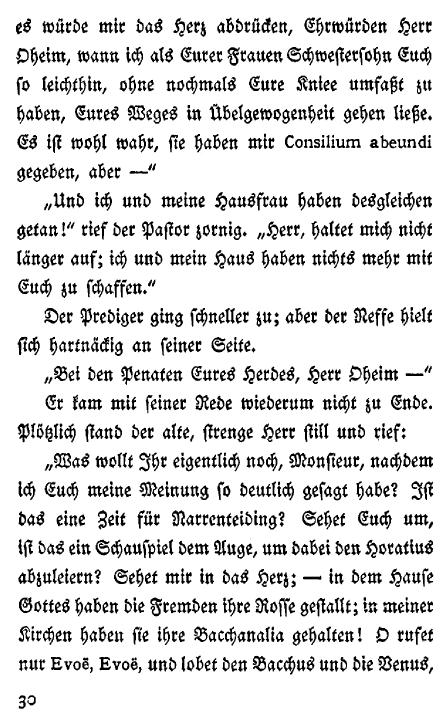 es würde mir das Herz abdrücken, Ehrwürden Herr
Oheim, wann ich als Eurer Frauen Schwestersohn Euch
so leichthin, ohne nochmals Eure Kniee umfaßt zu
haben, Eures Weges in Übelgewogenheit gehen ließe.
Es ist wohl wahr, sie haben mir Consilium abeundi
gegeben, aber —“
„Und ich und meine Hausfrau haben desgleichen
getan!“ rief der Pastor zornig. „Herr, haltet mich nicht
länger auf; ich und mein Haus haben nichts mehr mit
Euch zu schaffen.“
Der Prediger ging schneller zu; aber der Neffe hielt
sich hartnäckig an seiner Seite.
„Bei den Penaten Eures Herdes, Herr Oheim —“
Er kam mit seiner Rede wiederum nicht zu Ende.
Plötzlich stand der alte, strenge Herr still und rief:
„Was wollt Ihr eigentlich noch, Monsieur, nachdem
ich Euch meine Meinung so deutlich gesagt habe? Ist
das eine Zeit für Narrenteiding? Sehet Euch um,
ist das ein Schauspiel dem Auge, um dabei den Horatius
abzuleiern? Sehet mir in das Herz; — in dem Hause
Gottes haben die Fremden ihre Rosse gestallt; in meiner
Kirchen haben sie ihre Bacchanalia gehalten! O rufet
nur Evoë, Evoë, und lobet den Bacchus und die Venus,
30